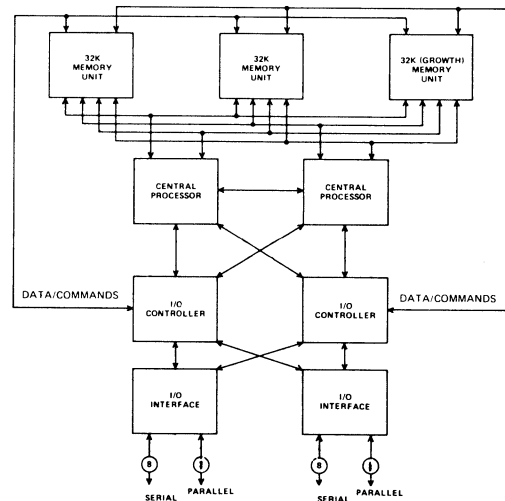 32K
MEMORY
UNIT
32K
MEMORY
UNIT
32K (GROWTH)
MEMORY
UNIT
CENTRAL
PROCESSOR
CENTRAL
PROCESSOR
DATA/COMMANDS
I/O
CONTROLLER
I/O
CONTROLLER
DATA/COMMANDS
I/O
INTERFACE
I/O
INTERFACE
8
8
SERIAL
PARALLEL
SERIAL
PARALLEL